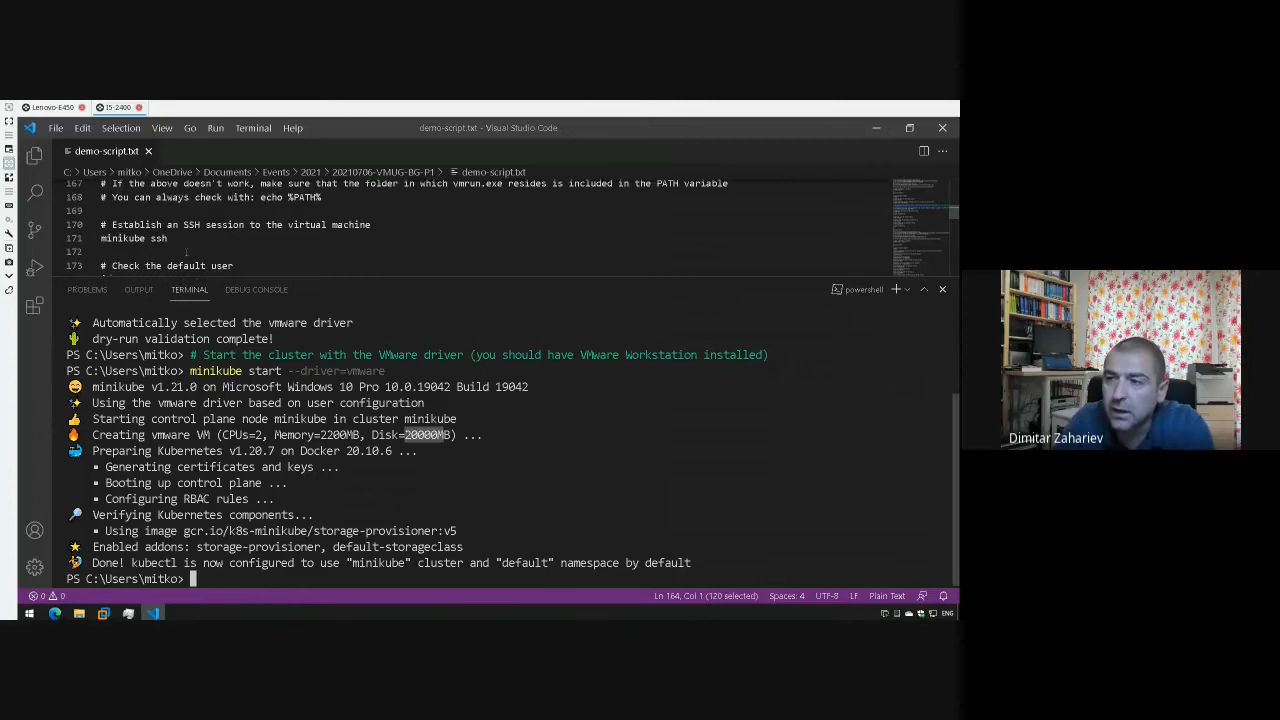 Lenovo-E450
I5-2400
File Edit Selection View Go Run Terminal Help
demo-script.txt - Visual Studio Code
demo-script.txt
C: > Users > mitko > OneDrive > Documents > Events > 2021 > 20210706-VMUG-BG-P1 > demo-script.txt
167 # If the above doesn't work, make sure that the folder in which vmrun.exe resides is included in the PATH variable
168 # You can always check with: echo %PATH%
169
170 # Establish an SSH session to the virtual machine
171 minikube ssh
172
173 # Check the default user
PROBLEMS OUTPUT TERMINAL DEBUG CONSOLE
powershell
Automatically selected the vmware driver
dry-run validation complete!
PS C:\Users\mitko> # Start the cluster with the VMware driver (you should have VMware Workstation installed)
PS C:\Users\mitko> minikube start --driver=vmware
minikube v1.21.0 on Microsoft Windows 10 Pro 10.0.19042 Build 19042
Using the vmware driver based on user configuration
Starting control plane node minikube in cluster minikube
Creating vmware VM (CPUs=2, Memory=2200MB, Disk=20000MB) ...
Preparing Kubernetes v1.20.7 on Docker 20.10.6 ...
▪ Generating certificates and keys ...
▪ Booting up control plane ...
▪ Configuring RBAC rules ...
Verifying Kubernetes components...
▪ Using image gcr.io/k8s-minikube/storage-provisioner:v5
Enabled addons: storage-provisioner, default-storageclass
Done! kubectl is now configured to use "minikube" cluster and "default" namespace by default
PS C:\Users\mitko>
0 0
Ln 164, Col 1 (120 selected) Spaces: 4 UTF-8 LF Plain Text
ENG
Dimitar Zahariev